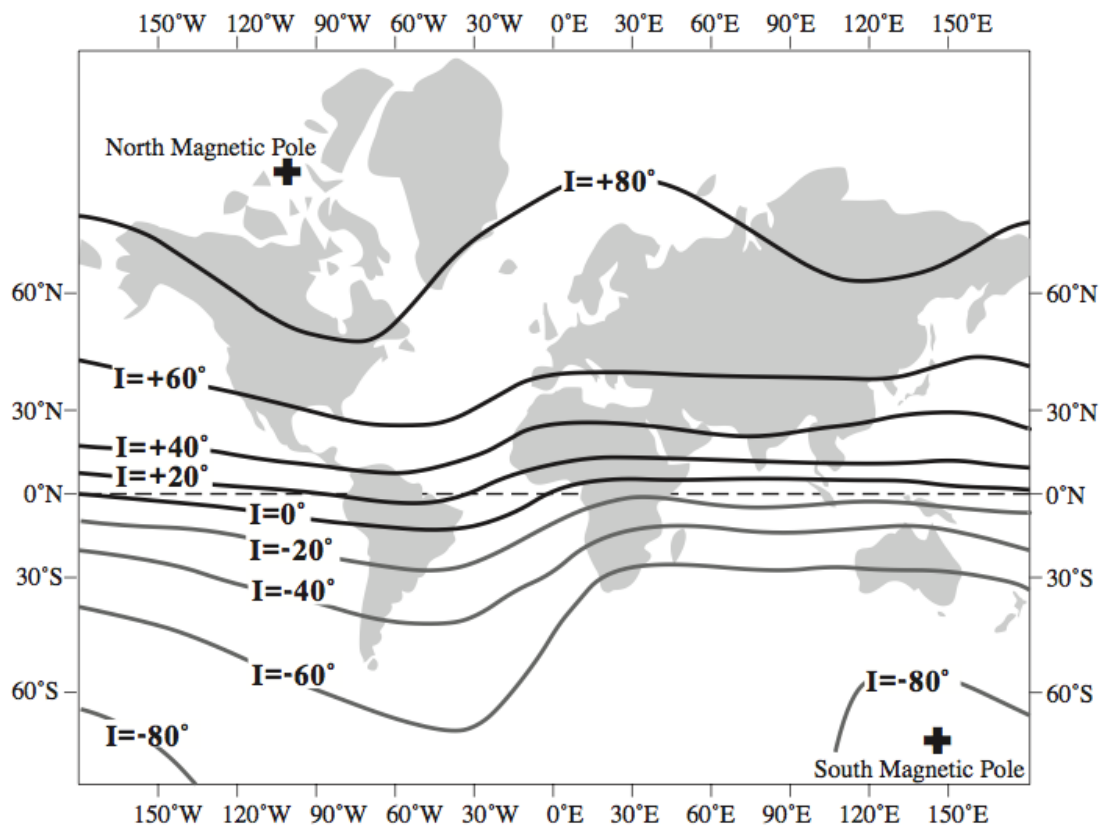 150˚W 120˚W 90˚W 60˚W 30˚W 0˚E 30˚E 60˚E 90˚E 120˚E 150˚E
North Magnetic Pole
I=+80˚
60˚N 60˚N
I=+60˚
30˚N 30˚N
I=+40˚
I=+20˚
0˚N 0˚N
I=0˚
I=-20˚
30˚S 30˚S
I=-40˚
I=-60˚
60˚S 60˚S
I=-80˚
I=-80˚
South Magnetic Pole
150˚W 120˚W 90˚W 60˚W 30˚W 0˚E 30˚E 60˚E 90˚E 120˚E 150˚E